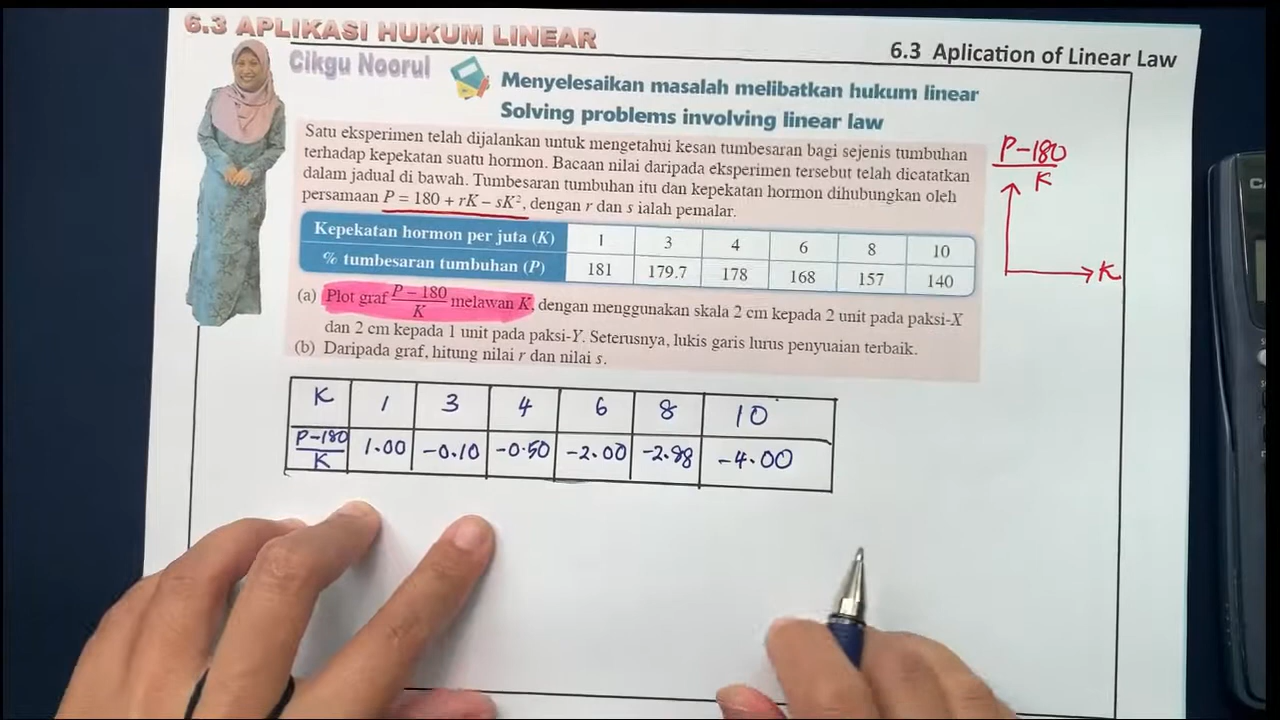 6.3 APLIKASI HUKUM LINEAR
6.3 Aplication of Linear Law
Cikgu Noorul
Menyelesaikan masalah melibatkan hukum linear
Solving problems involving linear law
Satu eksperimen telah dijalankan untuk mengetahui kesan tumbesaran bagi sejenis tumbuhan
terhadap kepekatan suatu hormon. Bacaan nilai daripada eksperimen tersebut telah dicatatkan
dalam jadual di bawah. Tumbesaran tumbuhan itu dan kepekatan hormon dihubungkan oleh
persamaan P = 180 + rK – sK², dengan r dan s ialah pemalar.
Kepekatan hormon per juta (K) 1 3 4 6 8 10
% tumbesaran tumbuhan (P) 181 179.7 178 168 157 140
(a) Plot graf (P – 180)/K melawan K, dengan menggunakan skala 2 cm kepada 2 unit pada paksi-X
dan 2 cm kepada 1 unit pada paksi-Y. Seterusnya, lukis garis lurus penyuaian terbaik.
(b) Daripada graf, hitung nilai r dan nilai s.
P-180
K
K
K 1 3 4 6 8 10
P-180
K
1.00 -0.10 -0.50 -2.00 -2.88 -4.00
CA